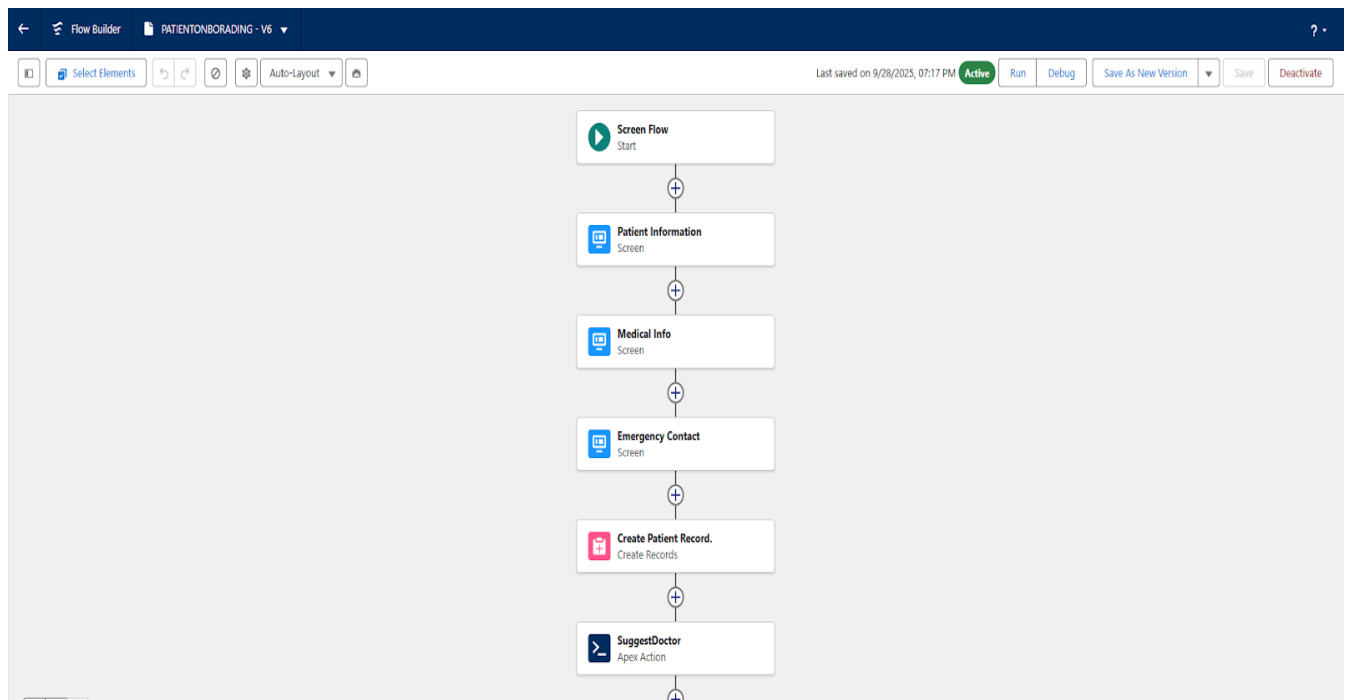 Flow Builder PATIENTONBORADING - V6 ?
Select Elements Auto-Layout Last saved on 9/28/2025, 07:17 PM Active Run Debug Save As New Version Save Deactivate
Screen Flow
Start
Patient Information
Screen
Medical Info
Screen
Emergency Contact
Screen
Create Patient Record.
Create Records
SuggestDoctor
Apex Action